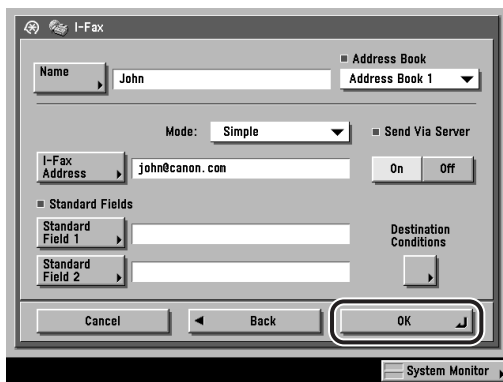 I-Fax
Address Book
Name
John
Address Book 1
Mode: Simple
Send Via Server
I-Fax
Address
john@canon.com
On Off
Standard Fields
Standard
Field 1
Destination
Conditions
Standard
Field 2
Cancel Back OK
System Monitor